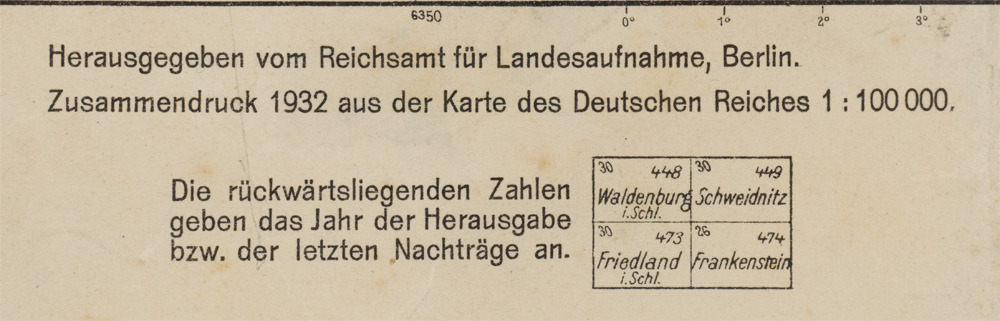 6350 0° 1° 2° 3°
Herausgegeben vom Reichsamt für Landesaufnahme, Berlin.
Zusammendruck 1932 aus der Karte des Deutschen Reiches 1 : 100 000.
Die rückwärtsliegenden Zahlen
geben das Jahr der Herausgabe
bzw. der letzten Nachträge an.
30 448 30 449
Waldenburg Schweidnitz
i. Schl.
30 473 26 474
Friedland Frankenstein
i. Schl.